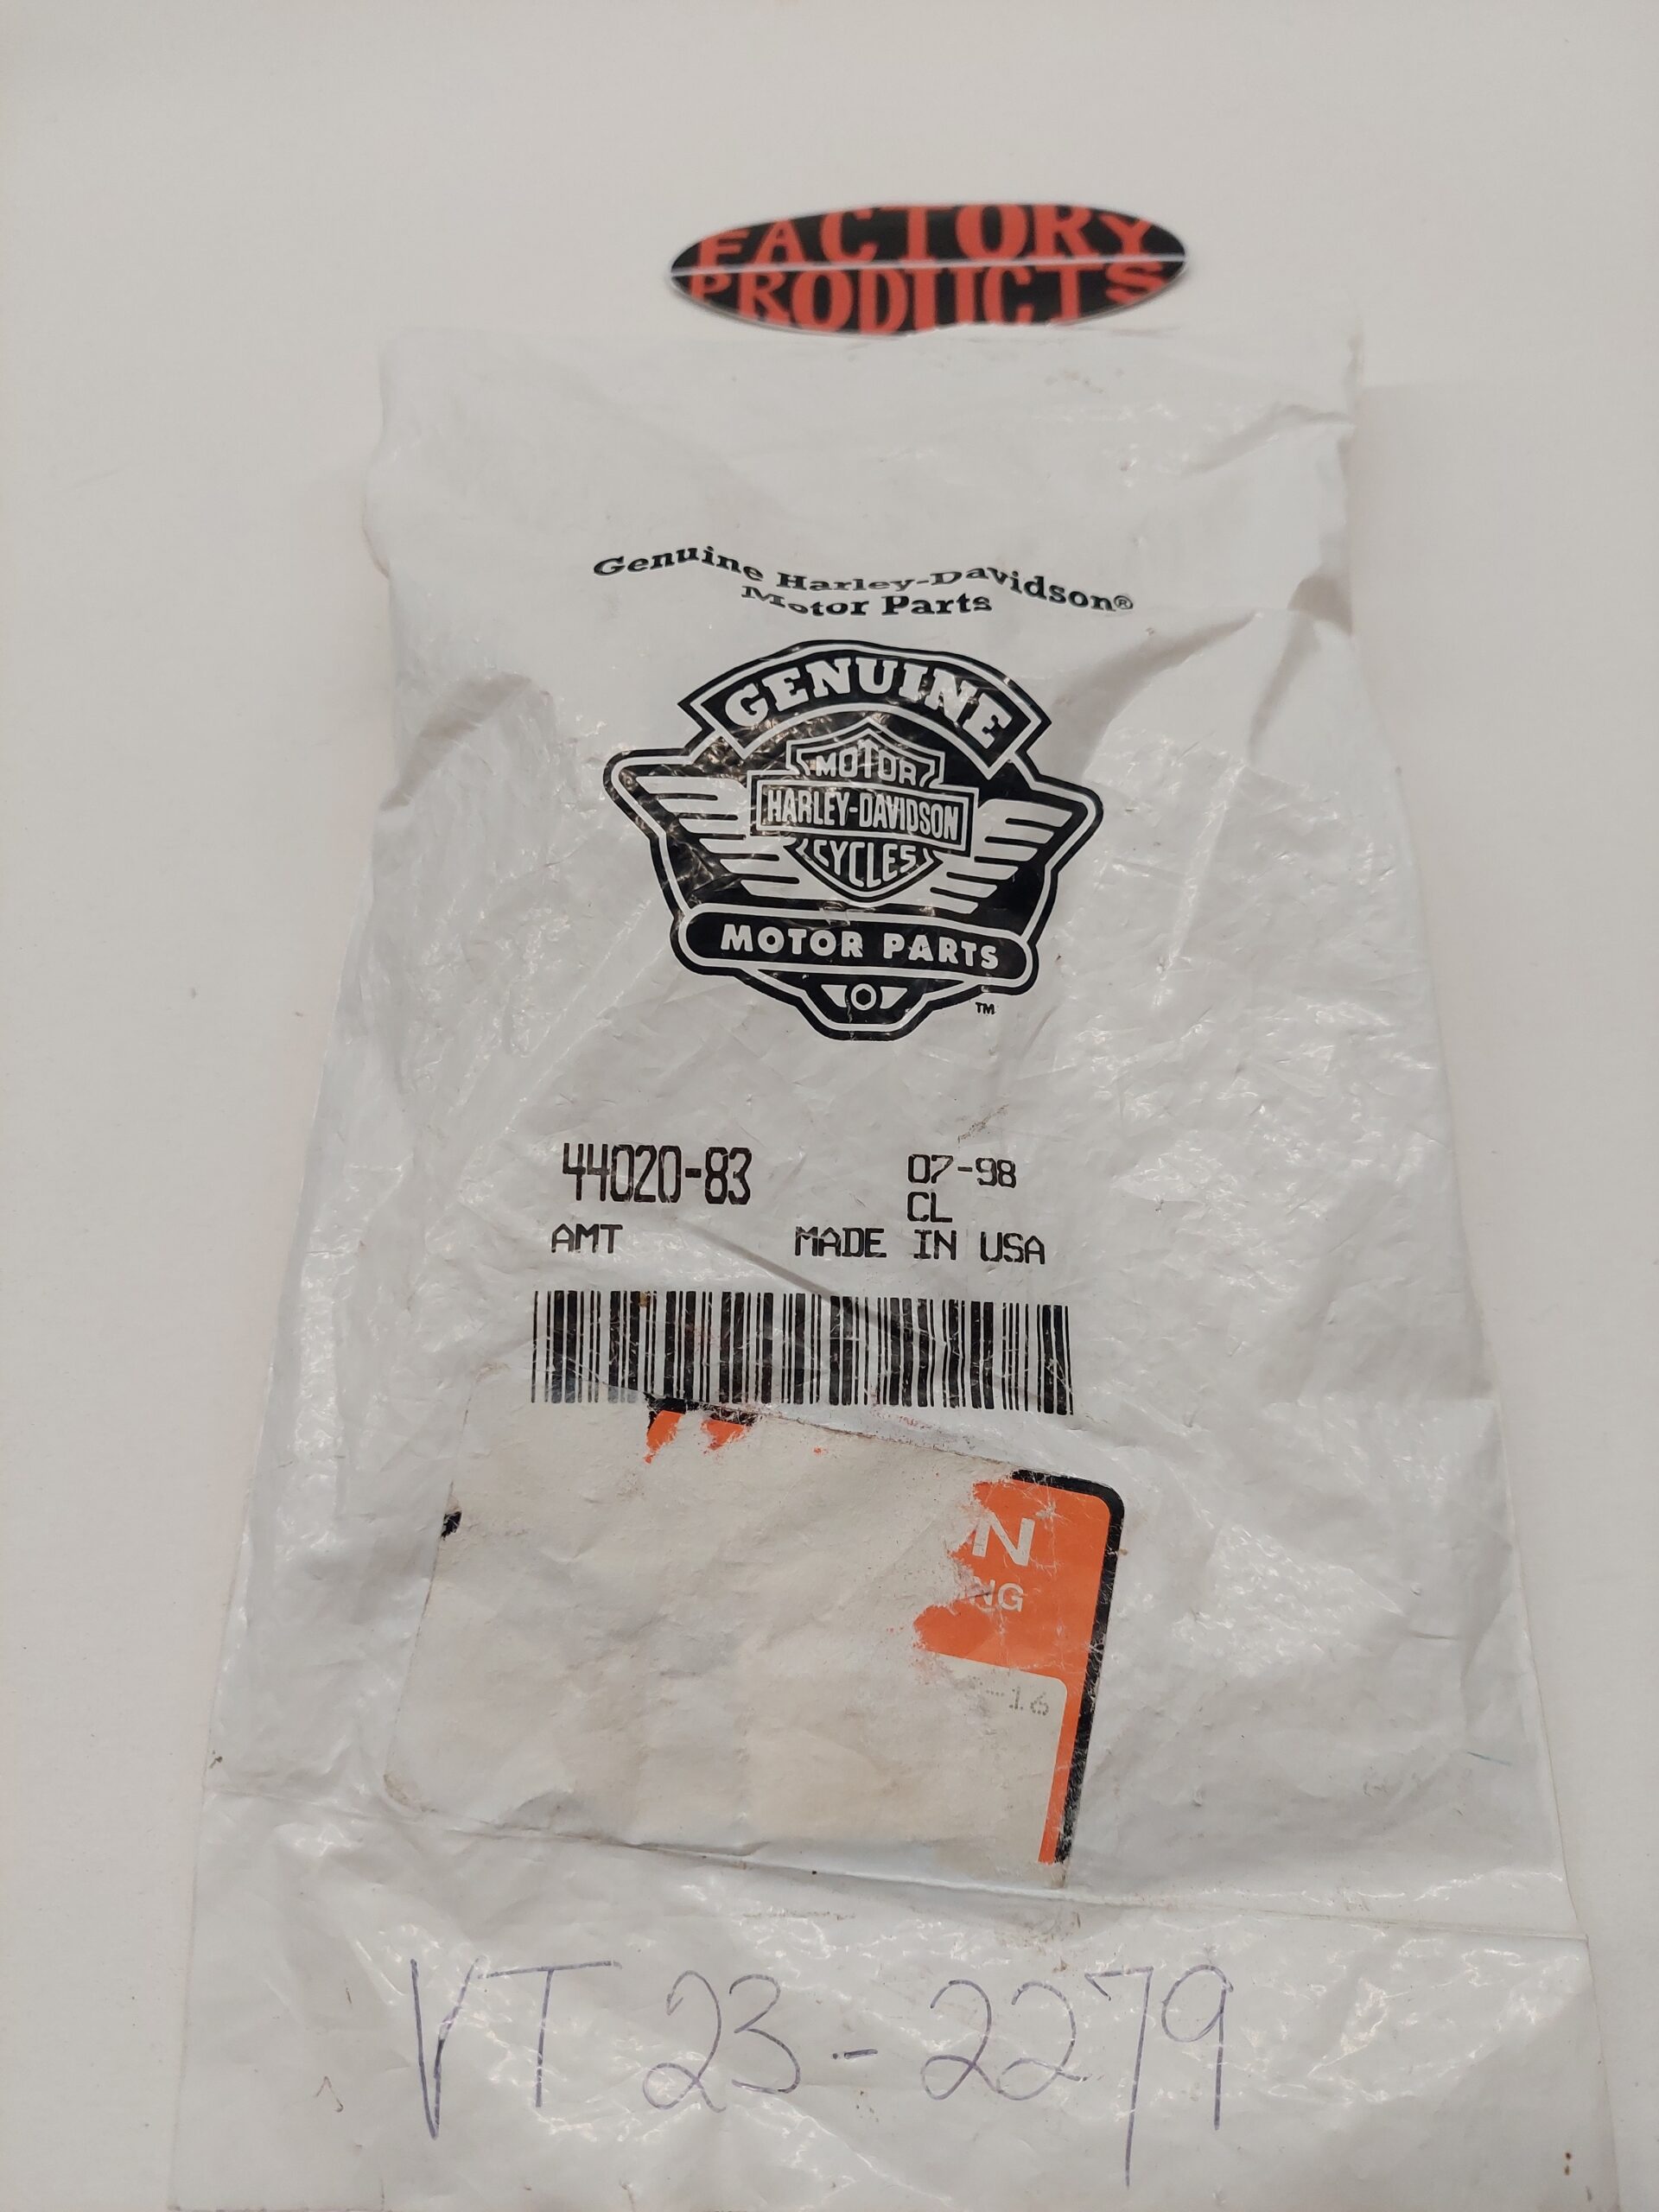 FACTORY
PRODUCTS
Genuine Harley-Davidson®
Motor Parts
GENUINE
MOTOR
HARLEY-DAVIDSON
CYCLES
MOTOR PARTS
TM
44020-83 07-98
CL
AMT MADE IN USA
N
NG
-16
VT 23-2279